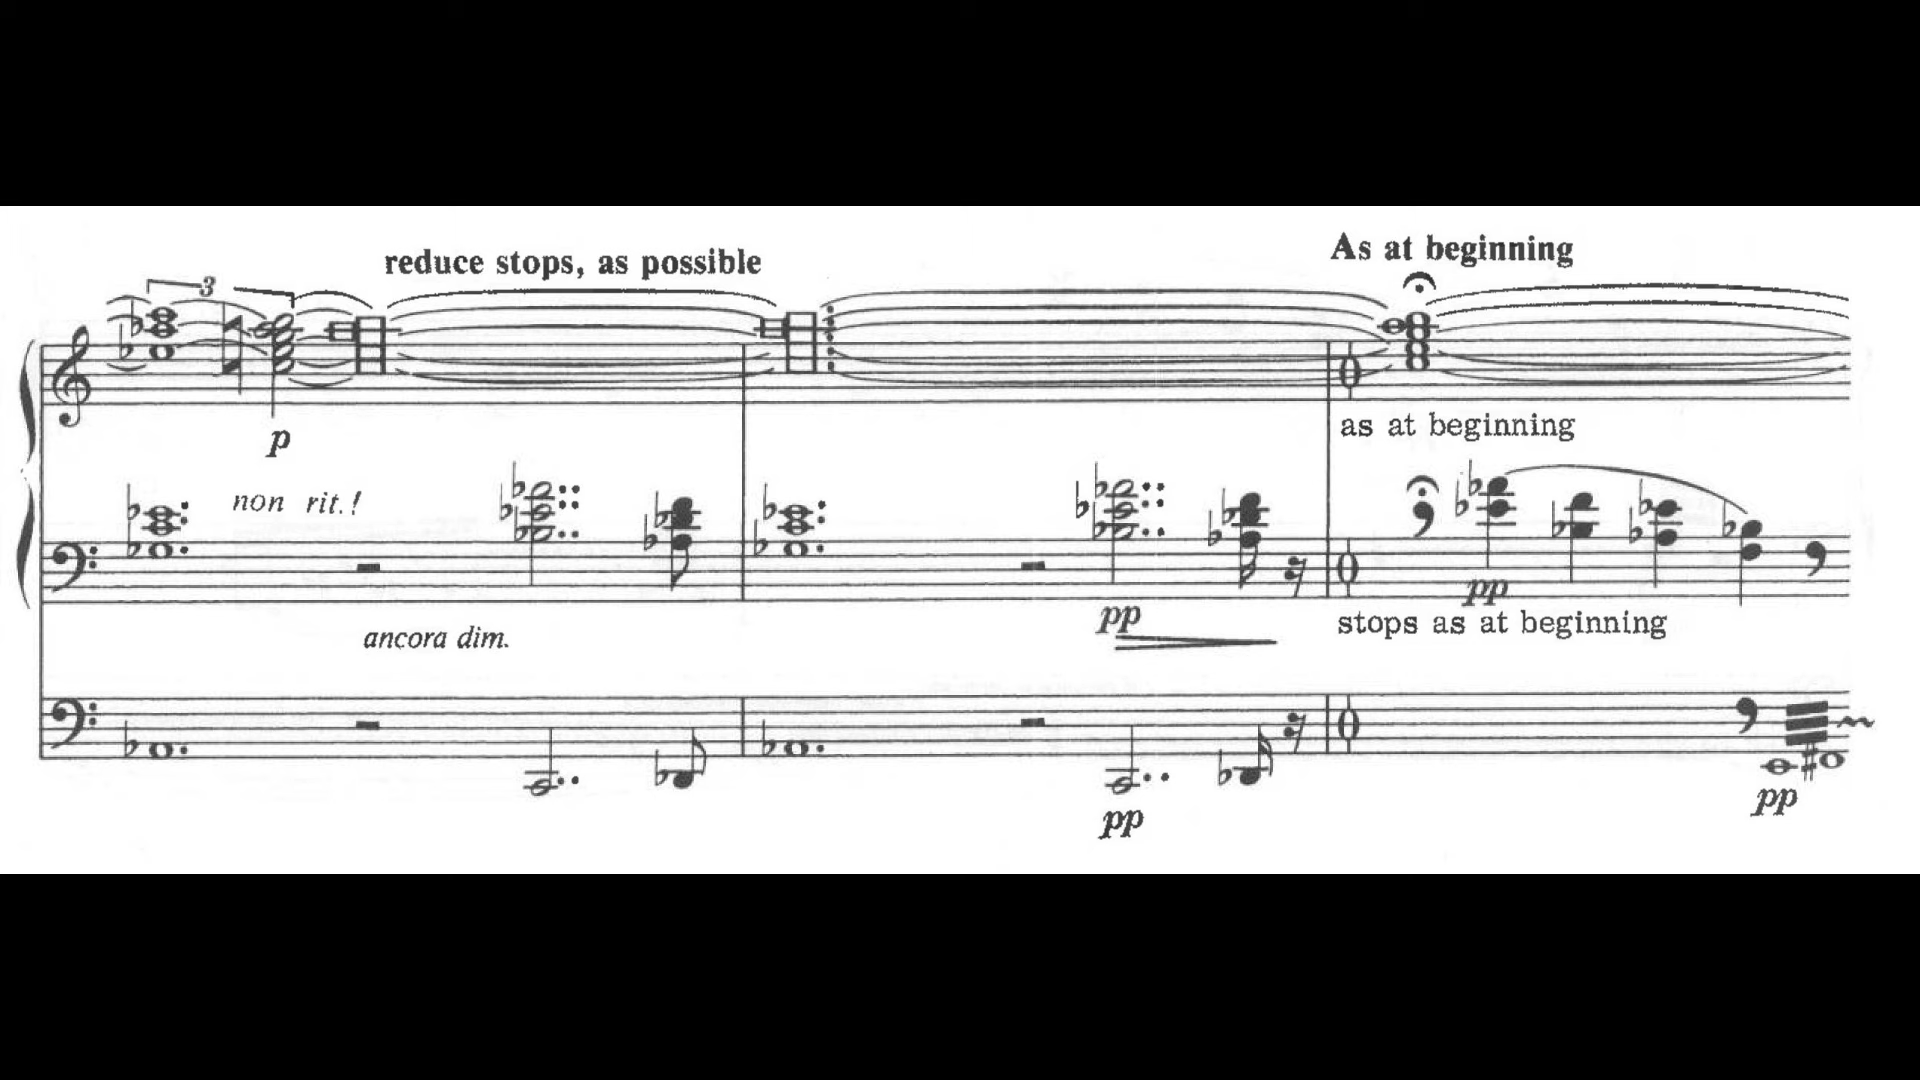 reduce stops, as possible
As at beginning
3
p
as at beginning
non rit.!
pp
pp
stops as at beginning
ancora dim.
pp
pp